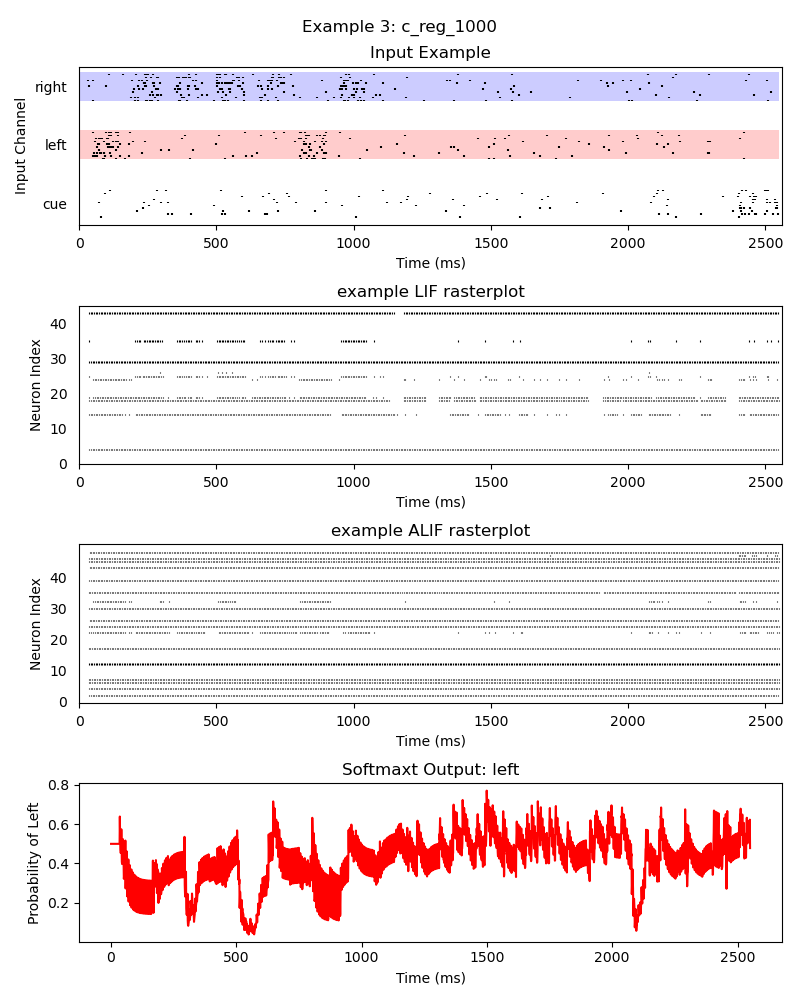 Example 3: c_reg_1000
Input Example
right
left
cue
Input Channel
0 500 1000 1500 2000 2500
Time (ms)
example LIF rasterplot
40
30
20
10
0
Neuron Index
0 500 1000 1500 2000 2500
Time (ms)
example ALIF rasterplot
40
30
20
10
0
Neuron Index
0 500 1000 1500 2000 2500
Time (ms)
Softmaxt Output: left
0.8
0.6
0.4
0.2
Probability of Left
0 500 1000 1500 2000 2500
Time (ms)